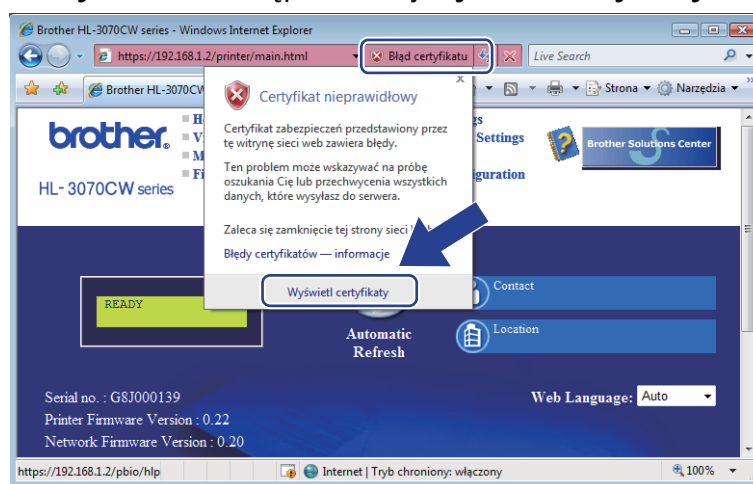 Brother HL-3070CW series - Windows Internet Explorer
https://192.168.1.2/printer/main.html
Błąd certyfikatu
Live Search
Brother HL-3070CW
Strona
Narzędzia
Certyfikat nieprawidłowy
x
Certyfikat zabezpieczeń przedstawiony przez
tę witrynę sieci web zawiera błędy.
Ten problem może wskazywać na próbę
oszukania Cię lub przechwycenia wszystkich
danych, które wysyłasz do serwera.
Zaleca się zamknięcie tej strony sieci
Błędy certyfikatów — informacje
Wyświetl certyfikaty
brother
HL-3070CW series
Settings
Brother Solutions Center
READY
Automatic
Refresh
Contact
Location
Serial no. : G8J000139
Web Language: Auto
Printer Firmware Version : 0.22
Network Firmware Version : 0.20
https://192.168.1.2/pbio/hlp
Internet | Tryb chroniony: włączony
100%